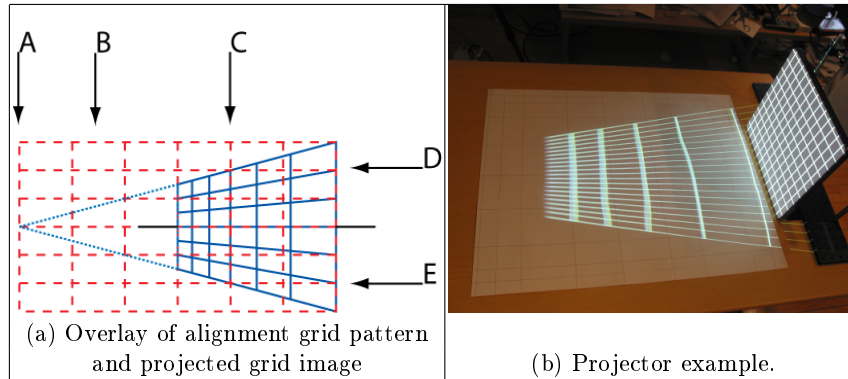 A
B
C
D
E
(a) Overlay of alignment grid pattern
and projected grid image
(b) Projector example.